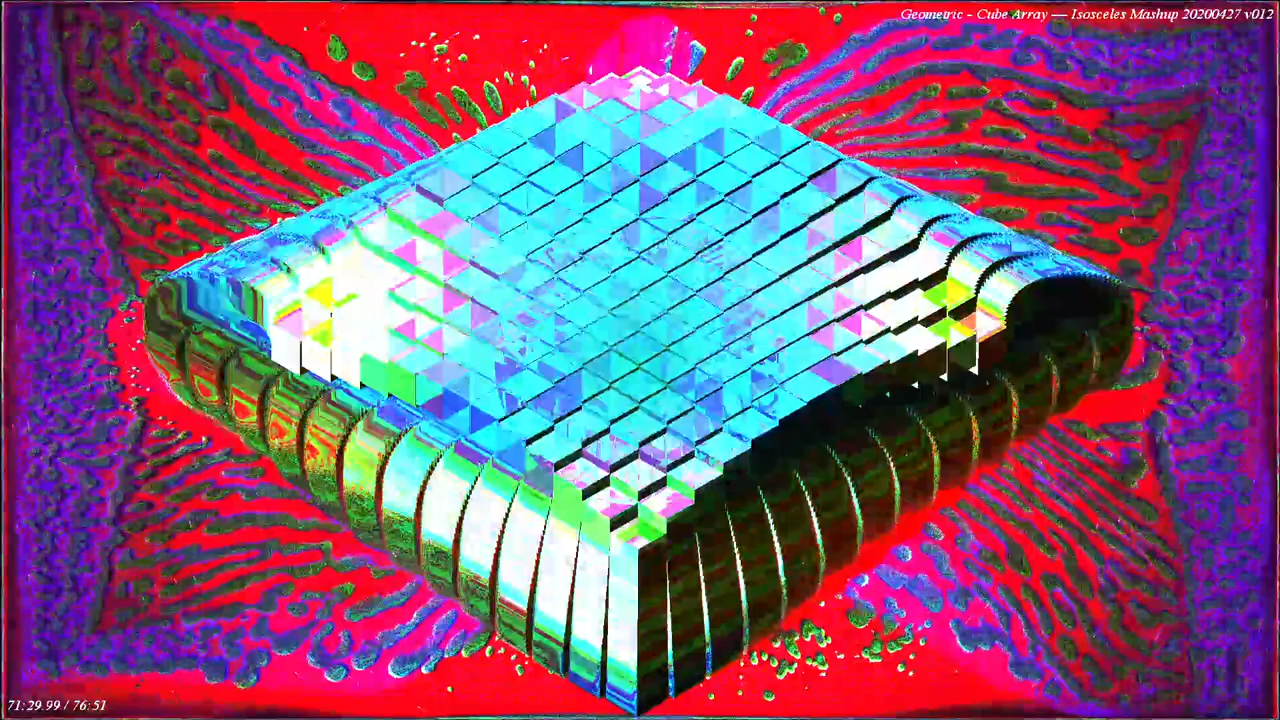 Geometric - Cube Array — Isosceles Mashup 20200427 v012
71:29.99 / 76:51